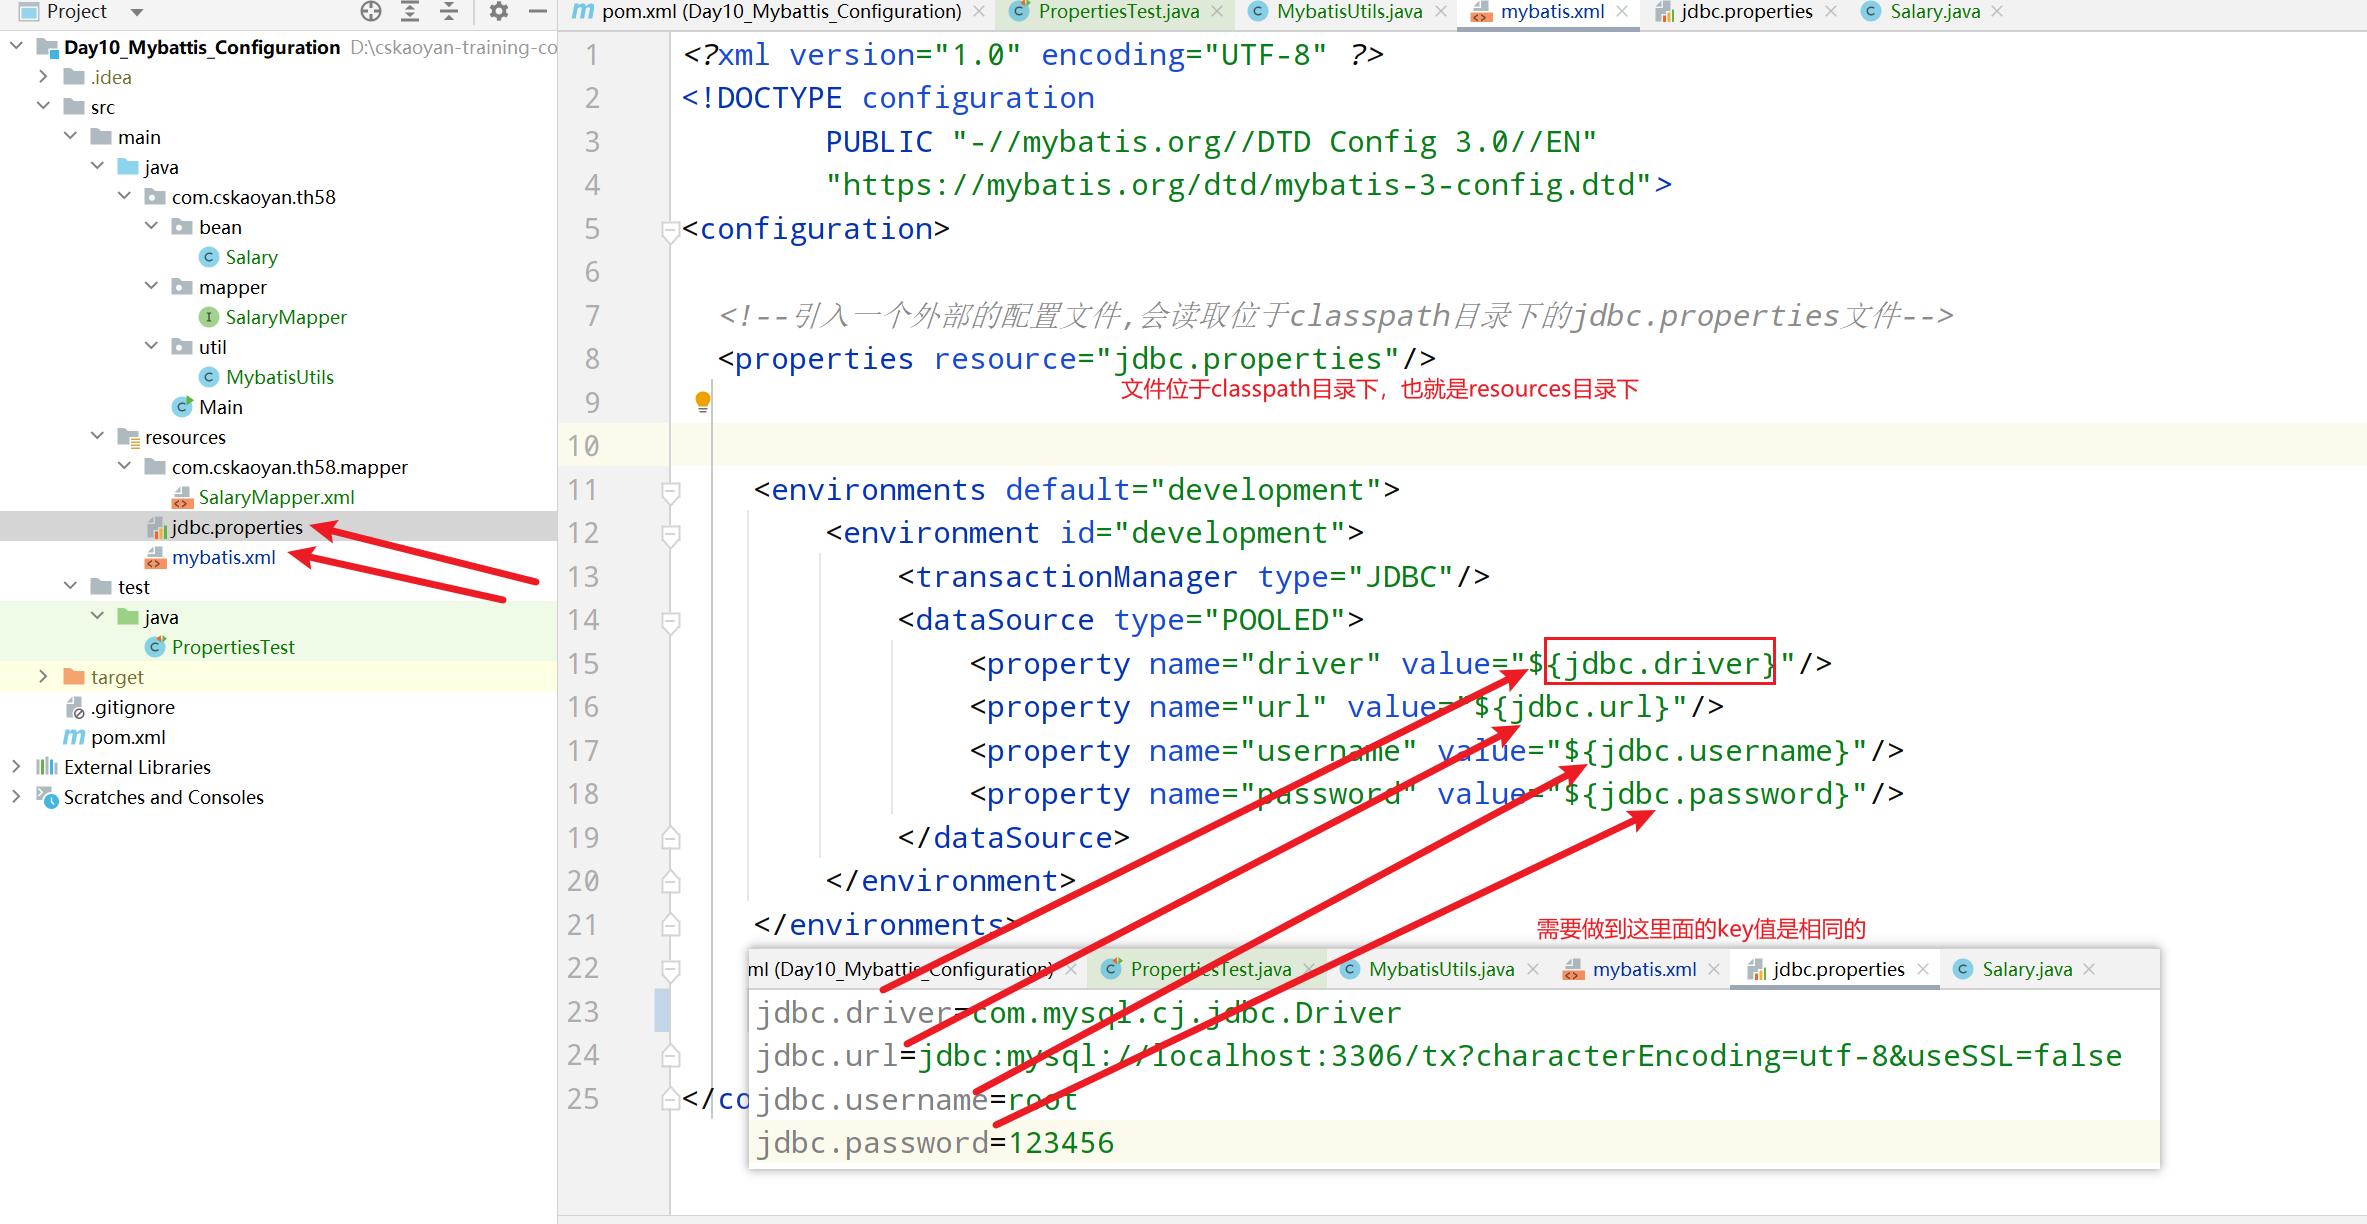 Project
pom.xml (Day10_Mybattis_Configuration)
PropertiesTest.java
MybatisUtils.java
mybatis.xml
jdbc.properties
Salary.java
Day10_Mybattis_Configuration D:\cskaoyan-training-co
.idea
src
main
java
com.cskaoyan.th58
bean
Salary
mapper
SalaryMapper
util
MybatisUtils
Main
resources
com.cskaoyan.th58.mapper
SalaryMapper.xml
jdbc.properties
mybatis.xml
test
java
PropertiesTest
target
.gitignore
pom.xml
External Libraries
Scratches and Consoles
1 <?xml version="1.0" encoding="UTF-8" ?>
2 <!DOCTYPE configuration
3 PUBLIC "-//mybatis.org//DTD Config 3.0//EN"
4 "https://mybatis.org/dtd/mybatis-3-config.dtd">
5 <configuration>
6
7 <!--引入一个外部的配置文件,会读取位于classpath目录下的jdbc.properties文件-->
8 <properties resource="jdbc.properties"/>
文件位于classpath目录下，也就是resources目录下
9
10
11 <environments default="development">
12 <environment id="development">
13 <transactionManager type="JDBC"/>
14 <dataSource type="POOLED">
15 <property name="driver" value="${jdbc.driver}"/>
16 <property name="url" value="${jdbc.url}"/>
17 <property name="username" value="${jdbc.username}"/>
18 <property name="password" value="${jdbc.password}"/>
19 </dataSource>
20 </environment>
21 </environments>
需要做到这里面的key值是相同的
22
23
24
25 </co
ml (Day10_Mybattis_Configuration)
PropertiesTest.java
MybatisUtils.java
mybatis.xml
jdbc.properties
Salary.java
jdbc.driver=com.mysql.cj.jdbc.Driver
jdbc.url=jdbc:mysql://localhost:3306/tx?characterEncoding=utf-8&useSSL=false
jdbc.username=root
jdbc.password=123456